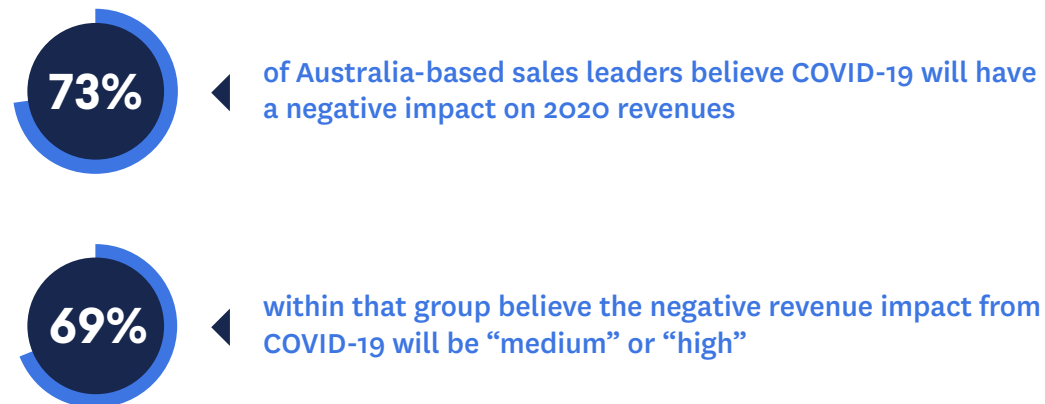 73%
of Australia-based sales leaders believe COVID-19 will have
a negative impact on 2020 revenues
69%
within that group believe the negative revenue impact from
COVID-19 will be “medium” or “high”